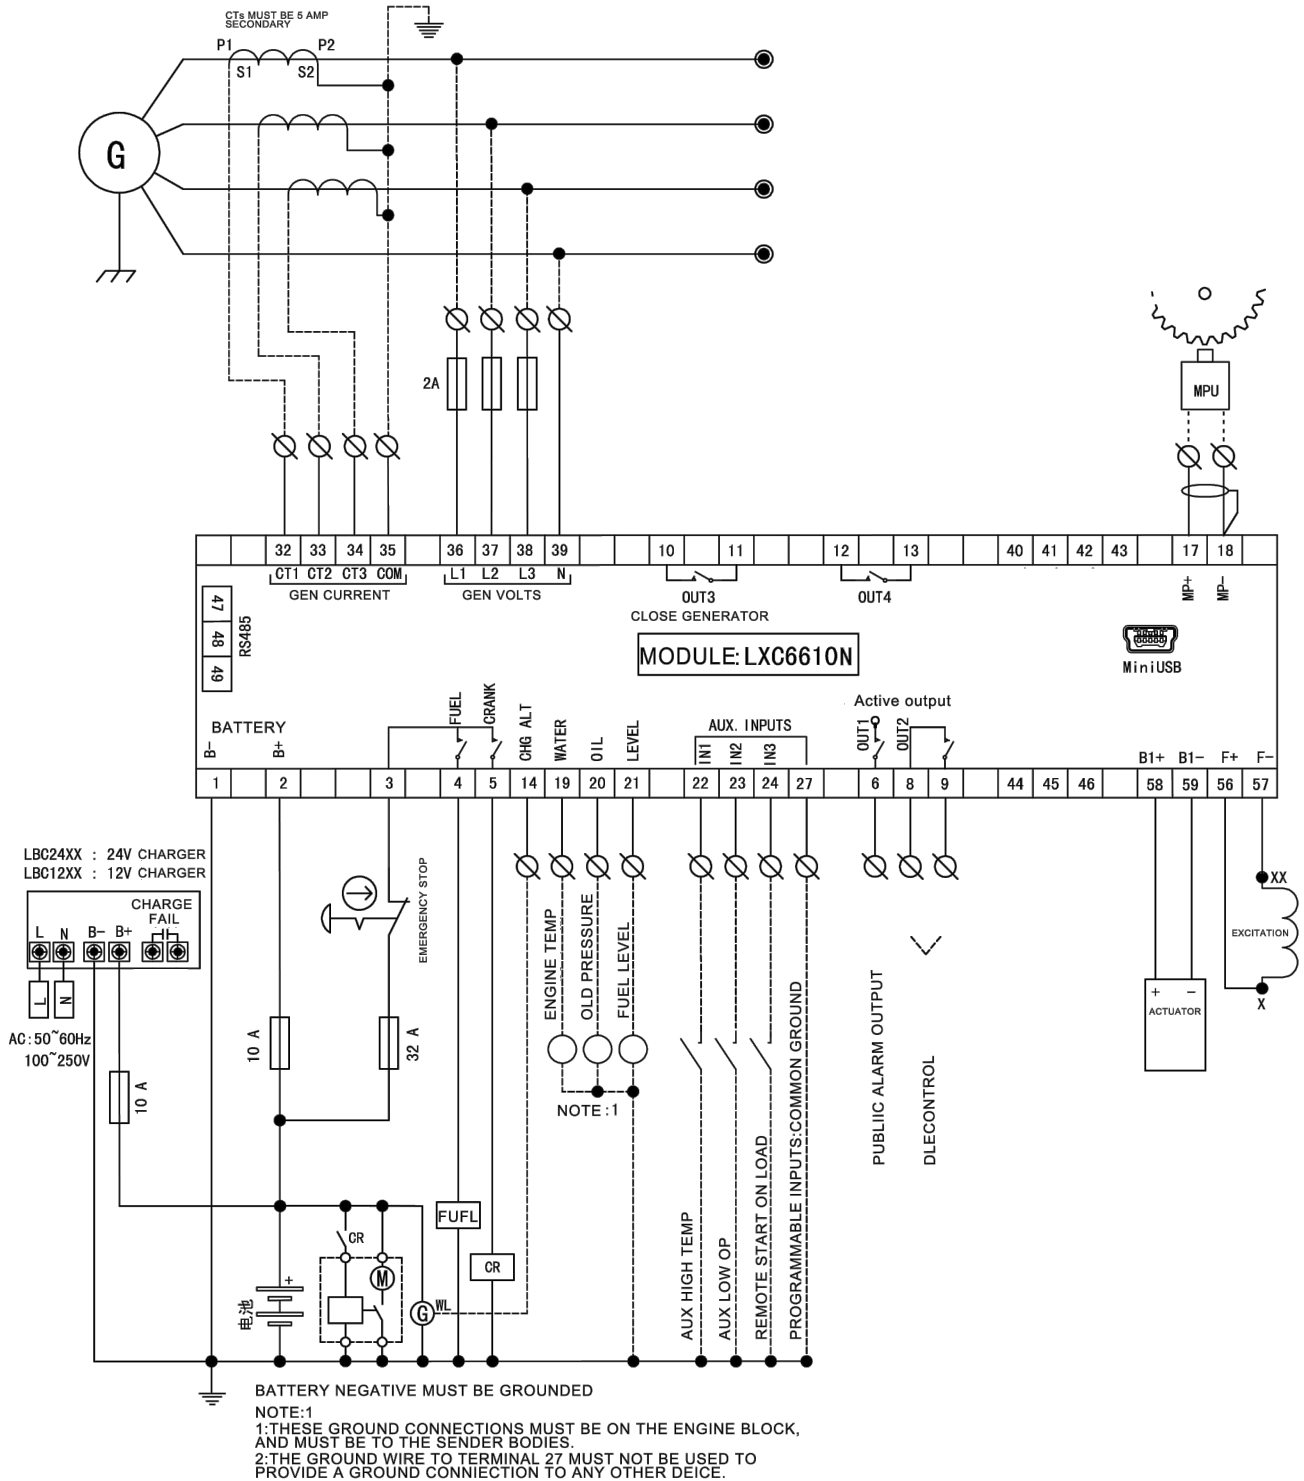 CTs MUST BE 5 AMP
SECONDARY
P1
P2
S1
S2
G
2A
MPU
32
33
34
35
36
37
38
39
10
11
12
13
40
41
42
43
17
18
CT1
CT2
CT3
COM
L1
L2
L3
N
GEN CURRENT
GEN VOLTS
OUT3
CLOSE GENERATOR
OUT4
MP+
MP-
47
48
49
RS485
MODULE:LXC6610N
MiniUSB
BATTERY
B-
B+
FUEL
CRANK
CHG ALT
WATER
OIL
LEVEL
AUX. INPUTS
IN1
IN2
IN3
Active output
OUT1
OUT2
B1+
B1-
F+
F-
1
2
3
4
5
14
19
20
21
22
23
24
27
6
8
9
44
45
46
58
59
56
57
LBC24XX : 24V CHARGER
LBC12XX : 12V CHARGER
CHARGE
FAIL
L
N
B-
B+
L
N
AC:50~60Hz
100~250V
10 A
10 A
32 A
EMERGENCY STOP
ENGINE TEMP
OLD PRESSURE
FUEL LEVEL
NOTE:1
AUX HIGH TEMP
AUX LOW OP
REMOTE START ON LOAD
PROGRAMMABLE INPUTS:COMMON GROUND
PUBLIIC ALARM OUTPUT
DLECONTROL
XX
EXCITATION
X
+
-
ACTUATOR
FUFL
CR
CR
M
G
WL
+
电池
BATTERY NEGATIVE MUST BE GROUNDED
NOTE:1
1:THESE GROUND CONNECTIONS MUST BE ON THE ENGINE BLOCK,
AND MUST BE TO THE SENDER BODIES.
2:THE GROUND WIRE TO TERMINAL 27 MUST NOT BE USED TO
PROVIDE A GROUND CONNIECTION TO ANY OTHER DEICE.